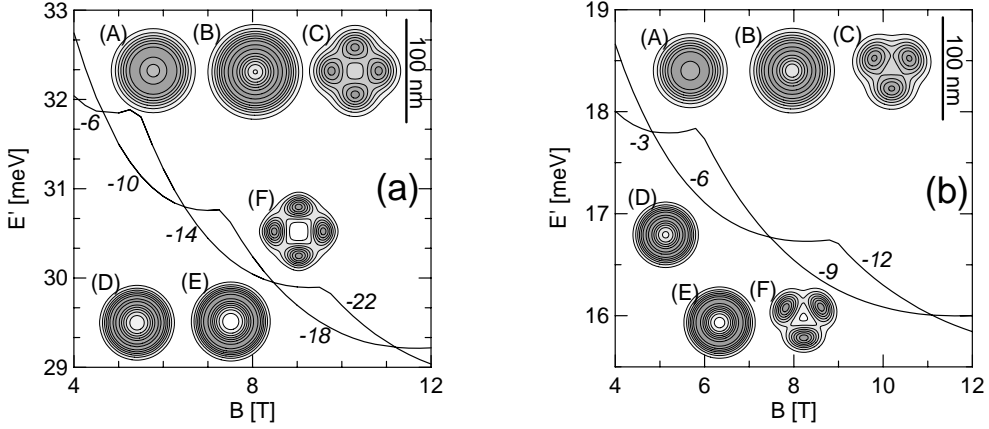 33
32
31
30
29
E' [meV]
(A)
(B)
(C)
100 nm
-6
-10
-14
(a)
(F)
(D)
(E)
-22
-18
4
6
8
10
12
B [T]
19
18
17
16
15
E' [meV]
(A)
(B)
(C)
100 nm
-3
-6
(b)
(D)
-12
-9
(E)
(F)
4
6
8
10
12
B [T]